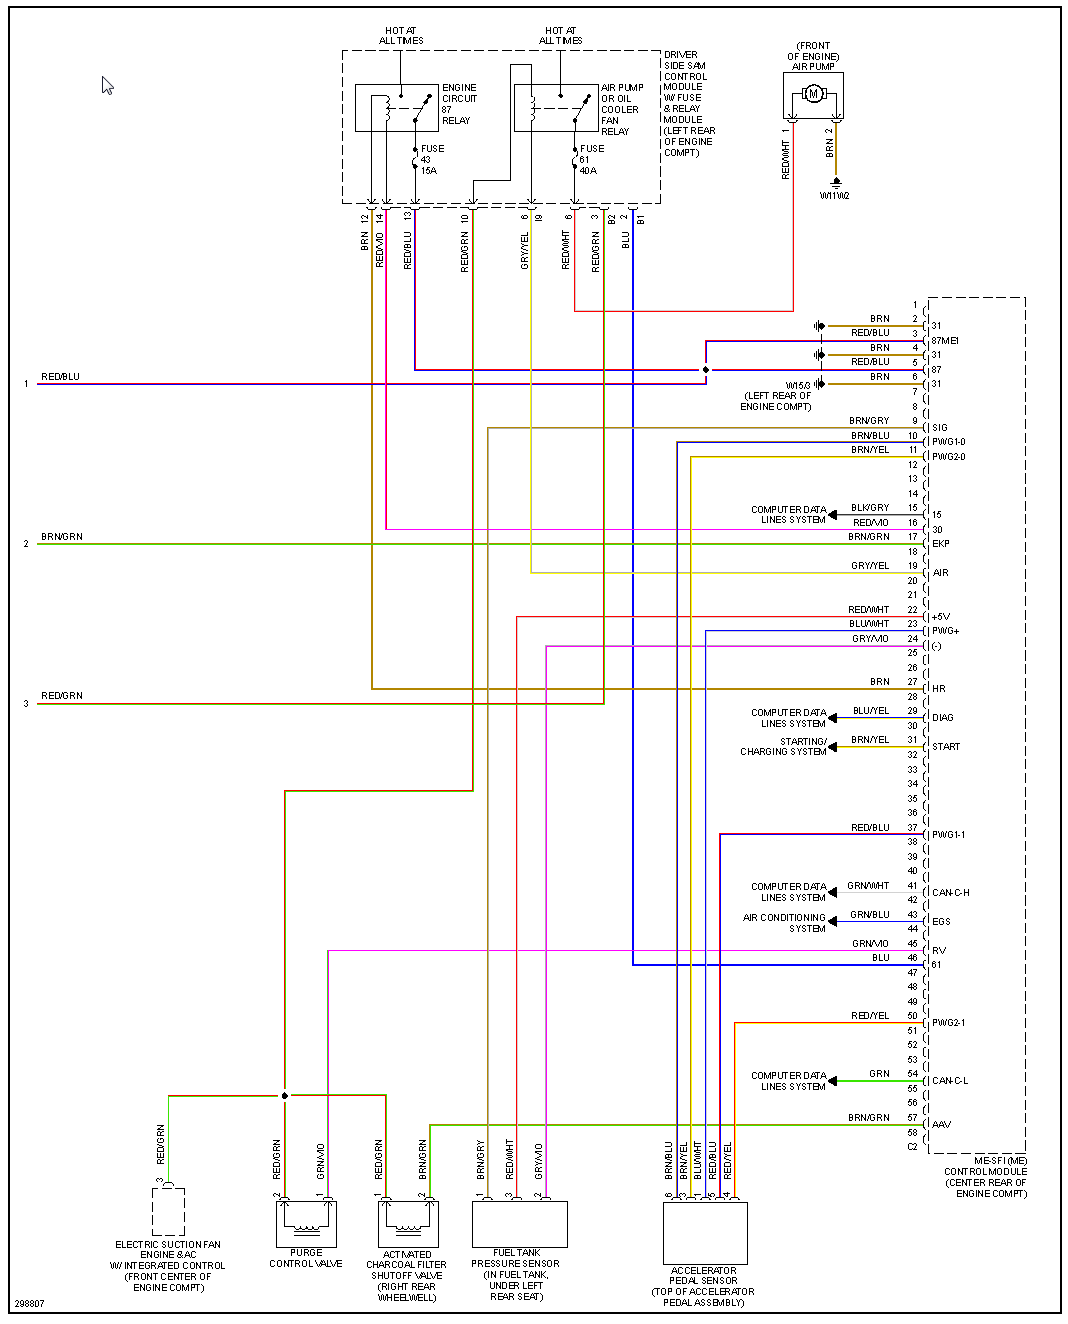 HOT AT
ALL TIMES
HOT AT
ALL TIMES
DRIVER
SIDE SAM
CONTROL
MODULE
W/ FUSE
& RELAY
MODULE
(LEFT REAR
OF ENGINE
COMPT)
(FRONT
OF ENGINE)
AIR PUMP
M
ENGINE
CIRCUIT
87
RELAY
AIR PUMP
OR OIL
COOLER
FAN
RELAY
FUSE
43
15A
FUSE
61
40A
1
RED/WHT
2
BRN
W11W2
12
BRN
14
RED/VIO
13
RED/BLU
10
RED/GRN
6
GRY/YEL
I9
6
RED/WHT
3
RED/GRN
B2
2
BLU
B1
1
BRN 2 31
RED/BLU 3 87ME1
BRN 4 31
RED/BLU 5 87
BRN 6 31
W15/3
(LEFT REAR OF
ENGINE COMPT)
1 RED/BLU
7
8
BRN/GRY 9 SIG
BRN/BLU 10 PWG1-0
BRN/YEL 11 PWG2-0
12
13
14
COMPUTER DATA
LINES SYSTEM
BLK/GRY 15 15
RED/VIO 16 30
2 BRN/GRN
BRN/GRN 17 EKP
18
GRY/YEL 19 AIR
20
21
RED/WHT 22 +5V
BLU/WHT 23 PWG+
GRY/VIO 24 (-)
25
26
BRN 27 HR
28
3 RED/GRN
COMPUTER DATA
LINES SYSTEM
BLU/YEL 29 DIAG
30
STARTING/
CHARGING SYSTEM
BRN/YEL 31 START
32
33
34
35
36
RED/BLU 37 PWG1-1
38
39
40
COMPUTER DATA
LINES SYSTEM
GRN/WHT 41 CAN-C-H
42
AIR CONDITIONING
SYSTEM
GRN/BLU 43 EGS
44
GRN/VIO 45 RV
BLU 46 61
47
48
49
RED/YEL 50 PWG2-1
51
52
53
COMPUTER DATA
LINES SYSTEM
GRN 54 CAN-C-L
55
56
BRN/GRN 57 AAV
58
C2
ME-SFI (ME)
CONTROL MODULE
(CENTER REAR OF
ENGINE COMPT)
RED/GRN
3
RED/GRN
2
GRN/VIO
1
RED/GRN
1
BRN/GRN
2
BRN/GRY
1
RED/WHT
3
GRY/VIO
2
BRN/BLU
6
BRN/YEL
3
BLU/WHT
1
RED/BLU
5
RED/YEL
4
ELECTRIC SUCTION FAN
ENGINE & AC
W/ INTEGRATED CONTROL
(FRONT CENTER OF
ENGINE COMPT)
PURGE
CONTROL VALVE
ACTIVATED
CHARCOAL FILTER
SHUTOFF VALVE
(RIGHT REAR
WHEELWELL)
FUEL TANK
PRESSURE SENSOR
(IN FUEL TANK,
UNDER LEFT
REAR SEAT)
ACCELERATOR
PEDAL SENSOR
(TOP OF ACCELERATOR
PEDAL ASSEMBLY)
298807